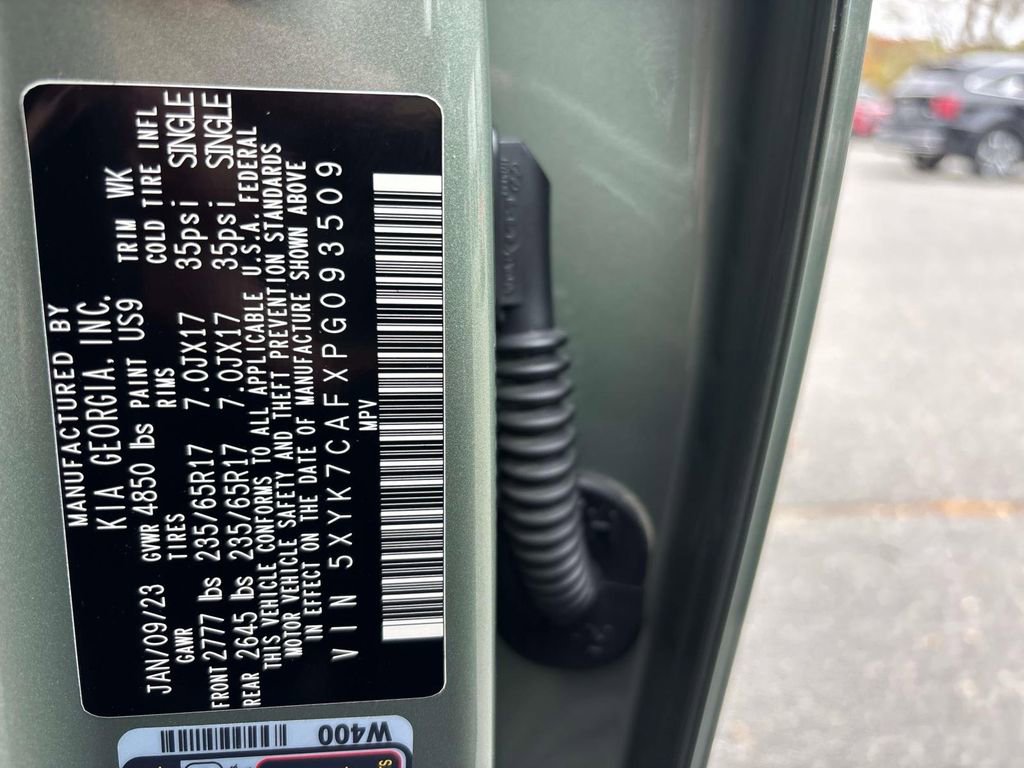 MANUFACTURED BY
KIA GEORGIA, INC.
JAN/09/23 GVWR 4850 lbs PAINT US9 TRIM WK
GAWR TIRES RIMS COLD TIRE INFL
FRONT 2777 lbs 235/65R17 7.0JX17 35psi SINGLE
REAR 2645 lbs 235/65R17 7.0JX17 35psi SINGLE
THIS VEHICLE CONFORMS TO ALL APPLICABLE U.S.A. FEDERAL
MOTOR VEHICLE SAFETY AND THEFT PREVENTION STANDARDS
IN EFFECT ON THE DATE OF MANUFACTURE SHOWN ABOVE
VIN 5XYK7CAFXPG093509
MPV
W400